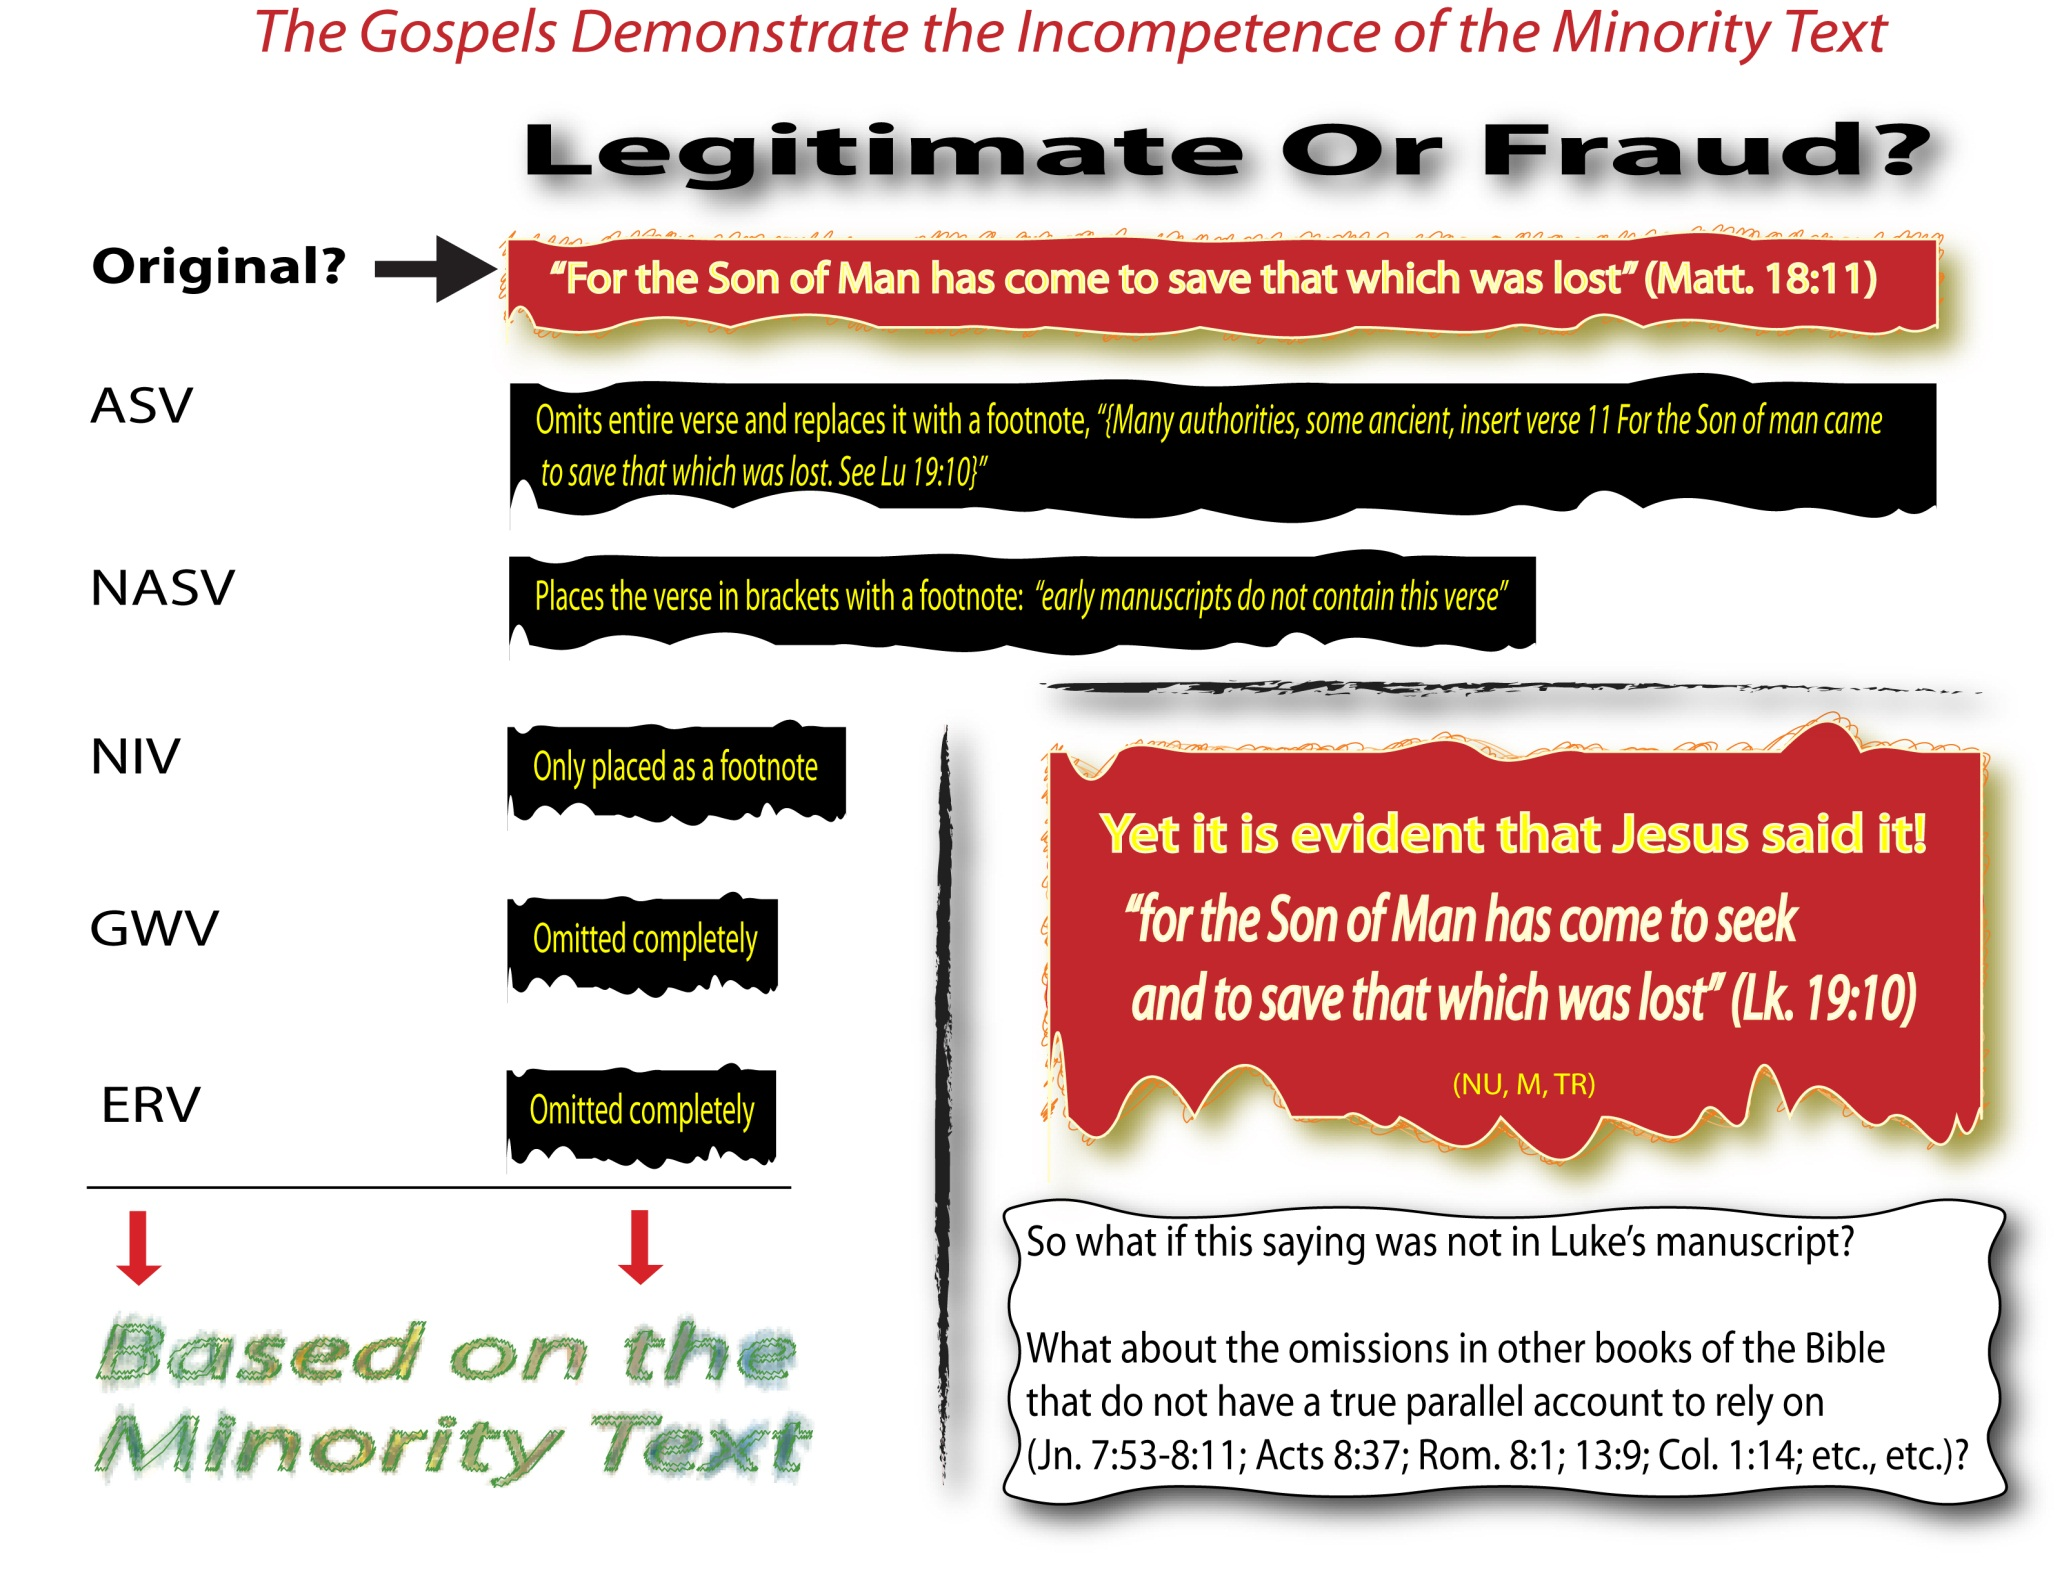 The Gospels Demonstrate the Incompetence of the Minority Text
Legitimate Or Fraud?
Original?
“For the Son of Man has come to save that which was lost” (Matt. 18:11)
ASV
Omits entire verse and replaces it with a footnote, “{Many authorities, some ancient, insert verse 11 For the Son of man came
to save that which was lost. See Lu 19:10}”
NASV
Places the verse in brackets with a footnote: “early manuscripts do not contain this verse”
NIV
Only placed as a footnote
GWV
Omitted completely
ERV
Omitted completely
Based on the
Minority Text
Yet it is evident that Jesus said it!
“for the Son of Man has come to seek
and to save that which was lost” (Lk. 19:10)
(NU, M, TR)
So what if this saying was not in Luke’s manuscript?
What about the omissions in other books of the Bible
that do not have a true parallel account to rely on
(Jn. 7:53-8:11; Acts 8:37; Rom. 8:1; 13:9; Col. 1:14; etc., etc.)?